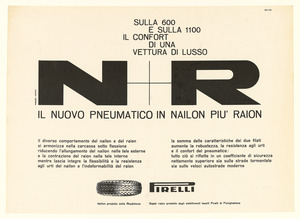 SULLA 600
E SULLA 1100
IL CONFORT
DI UNA
VETTURA DI LUSSO
N+R
IL NUOVO PNEUMATICO IN NAILON PIU' RAION
Il diverso comportamento del nailon e del raion
si armonizza nella carcassa sotto flessione
riducendo l'allungamento del nailon nelle tele esterne
e la contrazione del raion nelle tele interne
mentre lascia integre la flessibilità e la resistenza
agli urti del nailon e l'indeformabilità del raion
la somma delle caratteristiche dei due filati
aumenta la robustezza, la resistenza agli urti
e il confort del pneumatico:
tutto ciò si riflette in un coefficiente di sicurezza
nettamente superiore sia sulle strade tormentate
sia sulle veloci autostrade moderne
PIRELLI